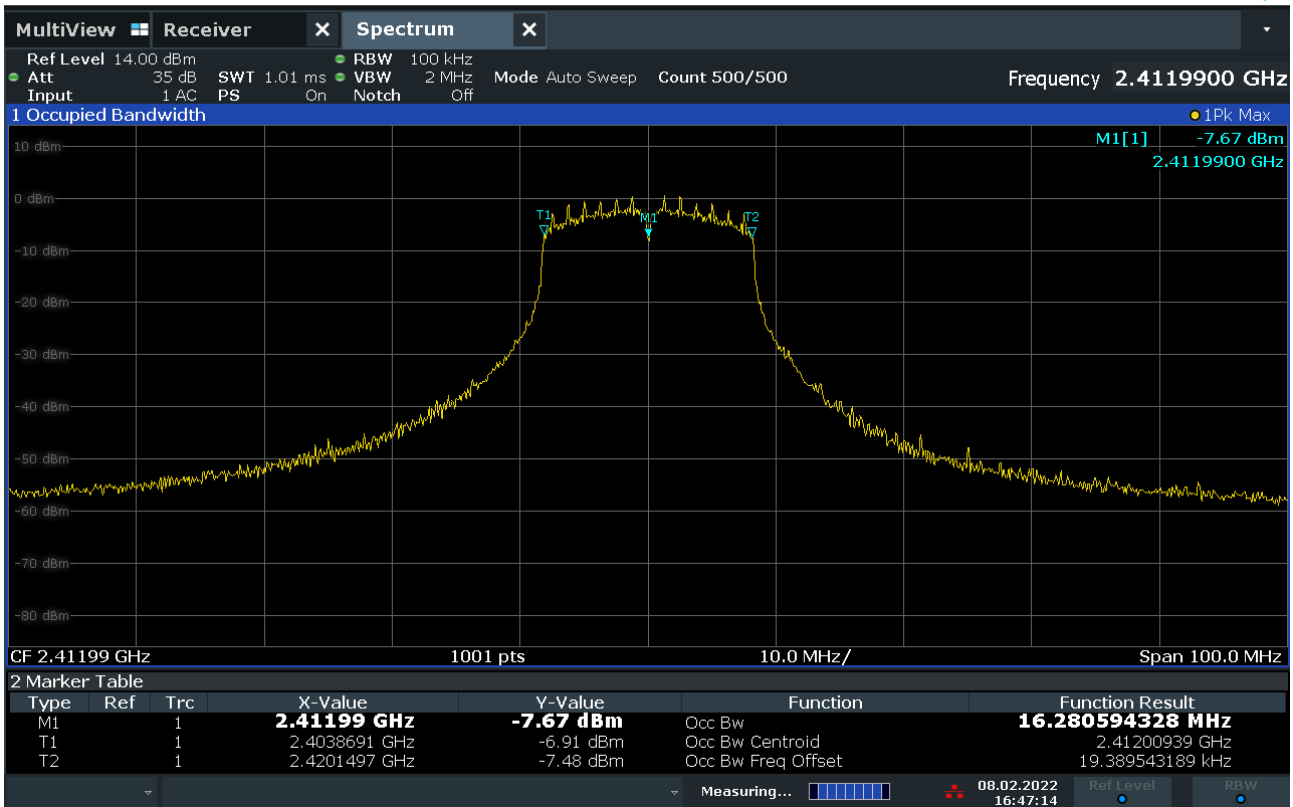 MultiView Receiver X Spectrum X
Ref Level 14.00 dBm RBW 100 kHz
Att 35 dB SWT 1.01 ms VBW 2 MHz Mode Auto Sweep Count 500/500 Frequency 2.4119900 GHz
Input 1 AC PS On Notch Off
1 Occupied Bandwidth 1Pk Max
M1[1] -7.67 dBm
2.4119900 GHz
10 dBm
0 dBm
T1 M1 T2
-10 dBm
-20 dBm
-30 dBm
-40 dBm
-50 dBm
-60 dBm
-70 dBm
-80 dBm
CF 2.41199 GHz 1001 pts 10.0 MHz/ Span 100.0 MHz
2 Marker Table
Type Ref Trc X-Value Y-Value Function Function Result
M1 1 2.41199 GHz -7.67 dBm Occ Bw 16.280594328 MHz
T1 1 2.4038691 GHz -6.91 dBm Occ Bw Centroid 2.41200939 GHz
T2 1 2.4201497 GHz -7.48 dBm Occ Bw Freq Offset 19.389543189 kHz
Measuring... 08.02.2022 Ref Level RBW
16:47:14